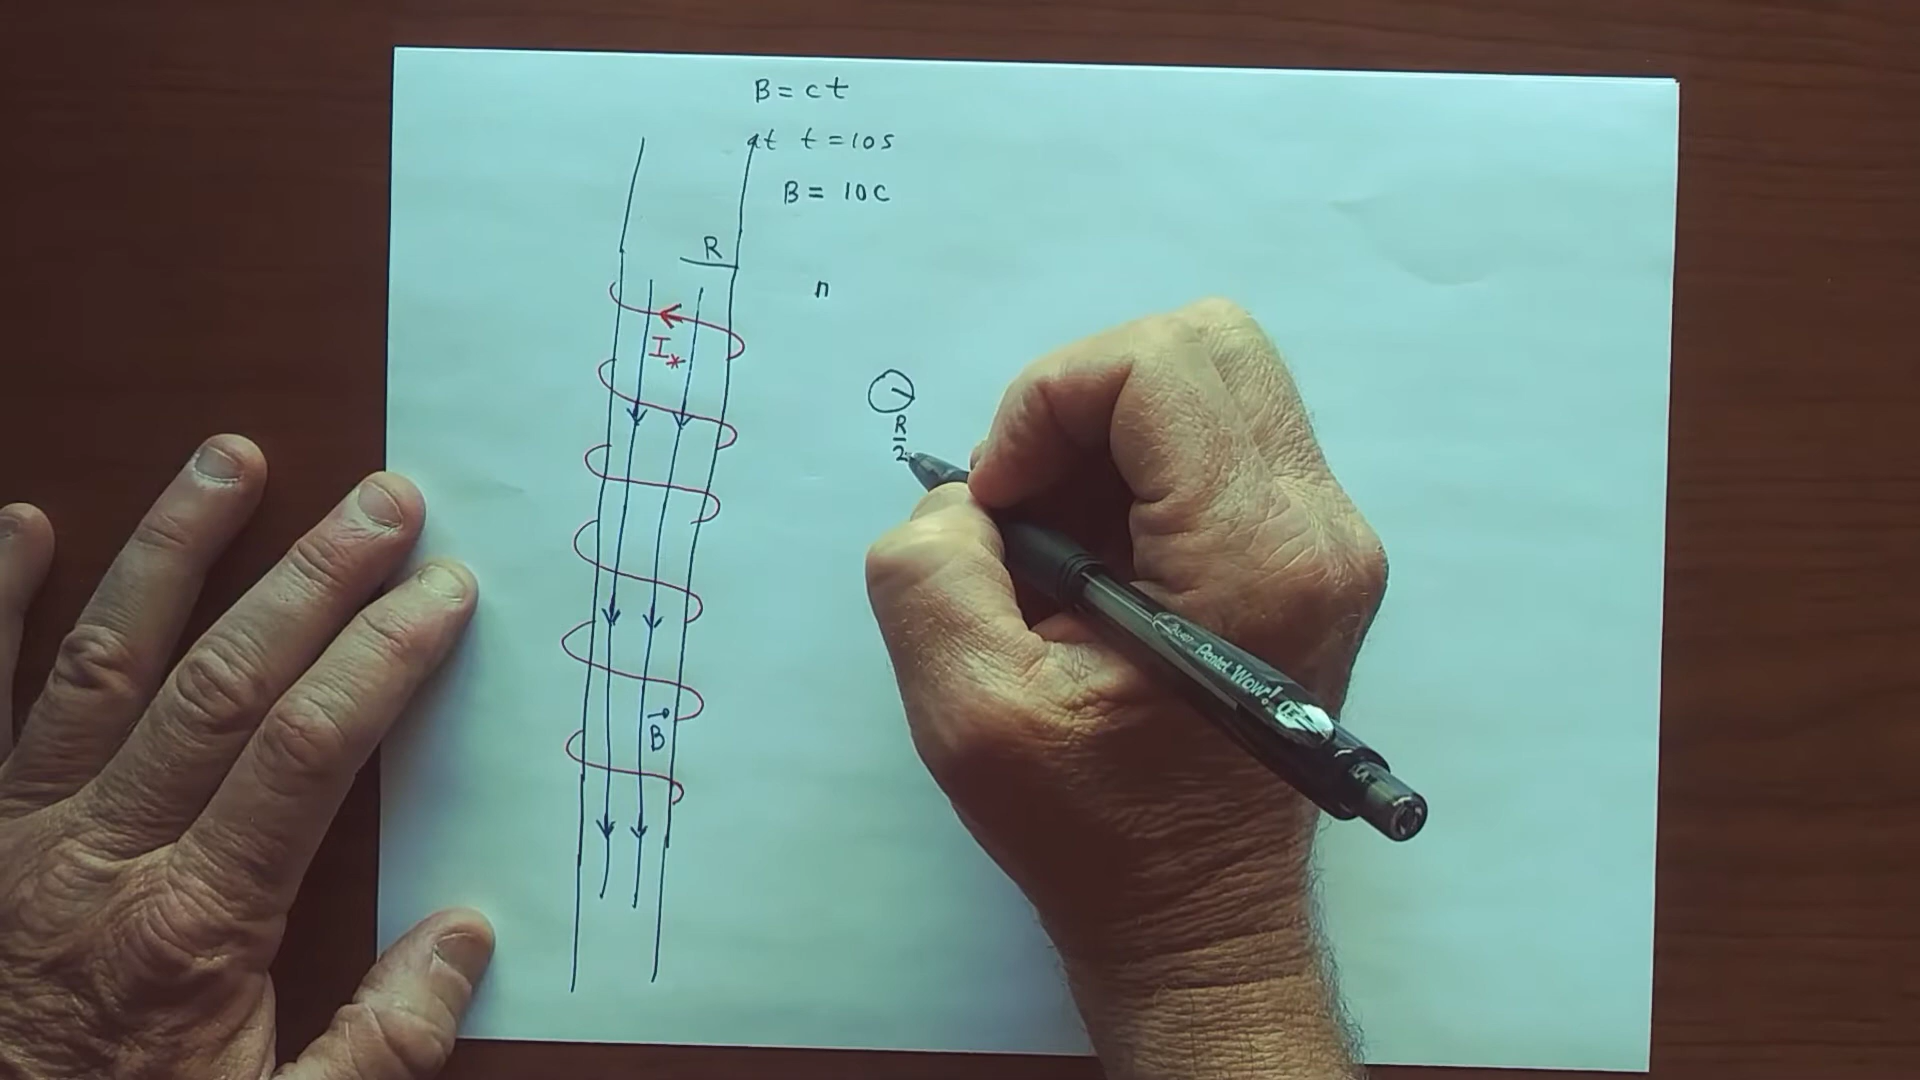 B = ct
at t = 10s
B = 10c
R
n
I*
R
2
B
Pentel Wow!